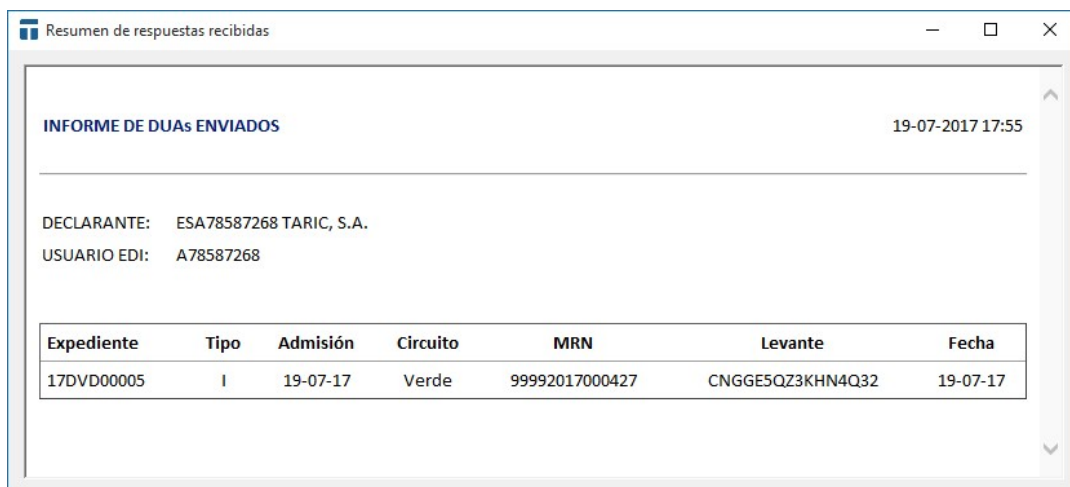 Resumen de respuestas recibidas
INFORME DE DUAs ENVIADOS 19-07-2017 17:55
DECLARANTE: ESA78587268 TARIC, S.A.
USUARIO EDI: A78587268
Expediente Tipo Admisión Circuito MRN Levante Fecha
17DVD00005 I 19-07-17 Verde 99992017000427 CNGGE5QZ3KHN4Q32 19-07-17